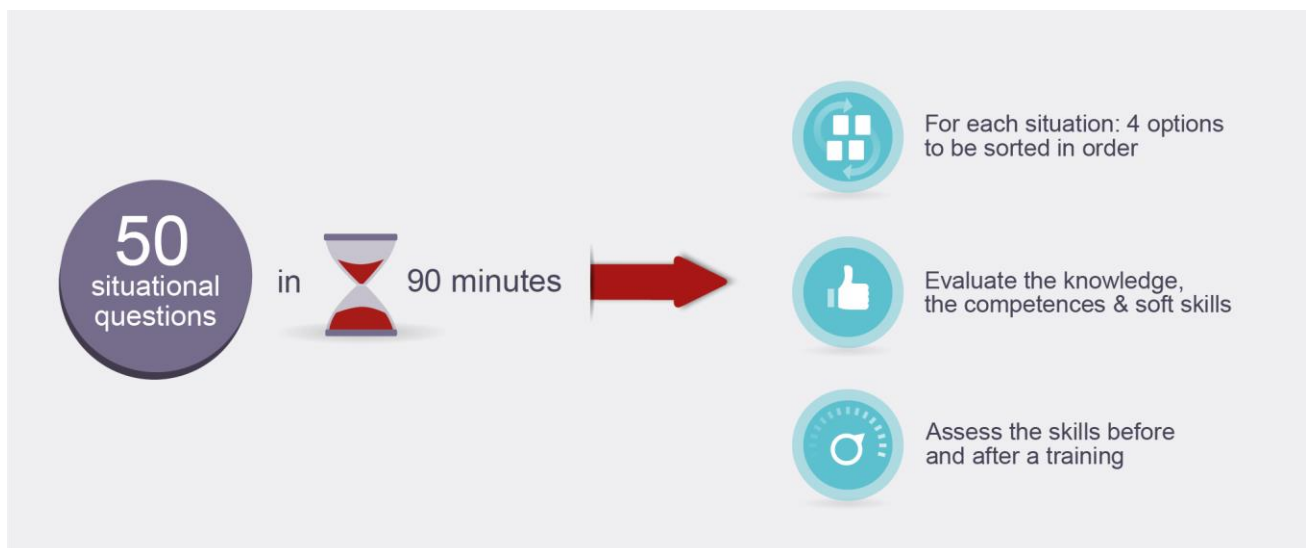 50
situational
questions
in
90 minutes
For each situation: 4 options
to be sorted in order
Evaluate the knowledge,
the competences & soft skills
Assess the skills before
and after a training